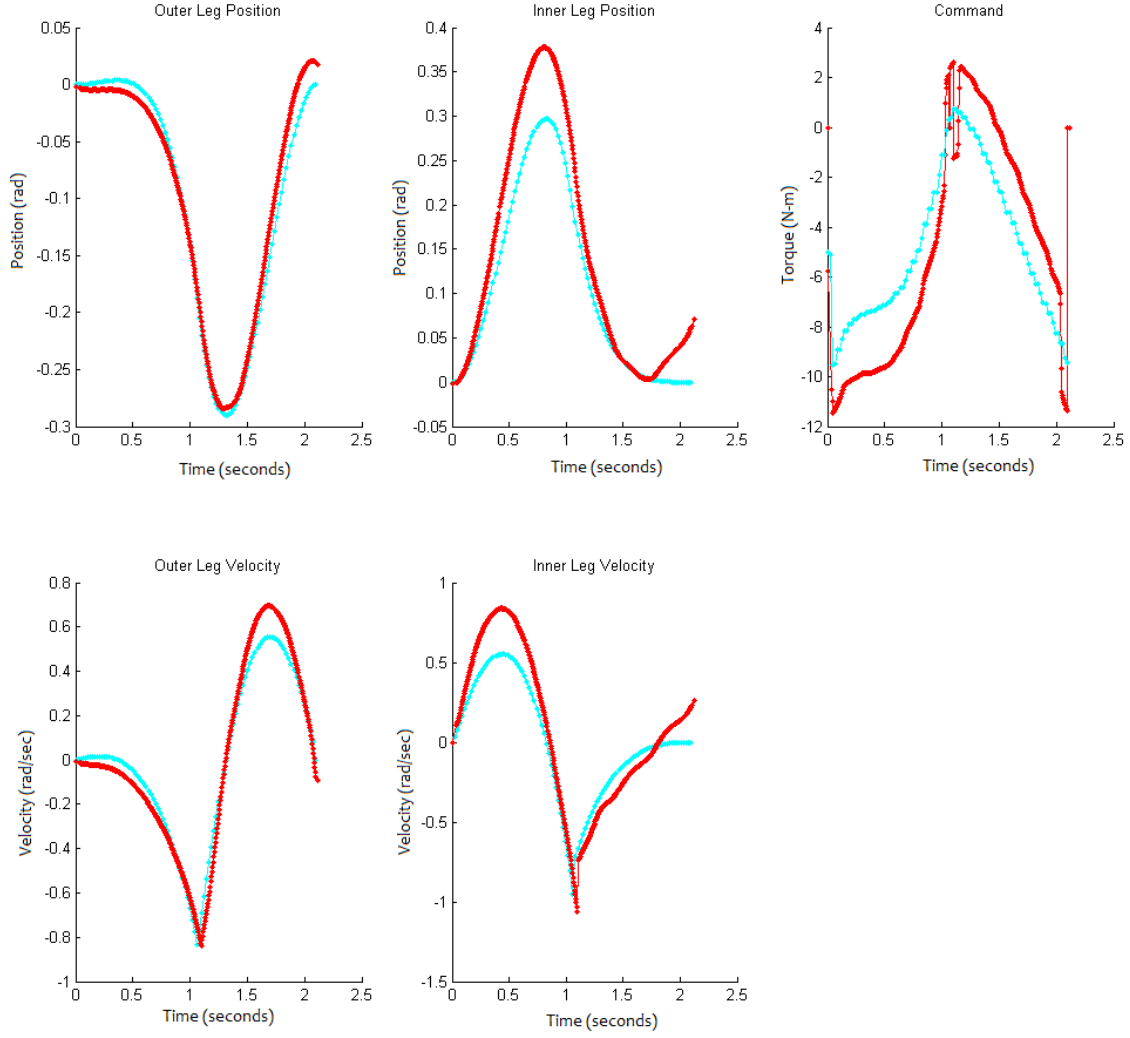 Outer Leg Position
Position (rad)
0.05
0
-0.05
-0.1
-0.15
-0.2
-0.25
-0.3
0 0.5 1 1.5 2 2.5
Time (seconds)
Inner Leg Position
Position (rad)
0.4
0.35
0.3
0.25
0.2
0.15
0.1
0.05
0
-0.05
0 0.5 1 1.5 2 2.5
Time (seconds)
Command
Torque (N-m)
4
2
0
-2
-4
-6
-8
-10
-12
0 0.5 1 1.5 2 2.5
Time (seconds)
Outer Leg Velocity
Velocity (rad/sec)
0.8
0.6
0.4
0.2
0
-0.2
-0.4
-0.6
-0.8
-1
0 0.5 1 1.5 2 2.5
Time (seconds)
Inner Leg Velocity
Velocity (rad/sec)
1
0.5
0
-0.5
-1
-1.5
0 0.5 1 1.5 2 2.5
Time (seconds)